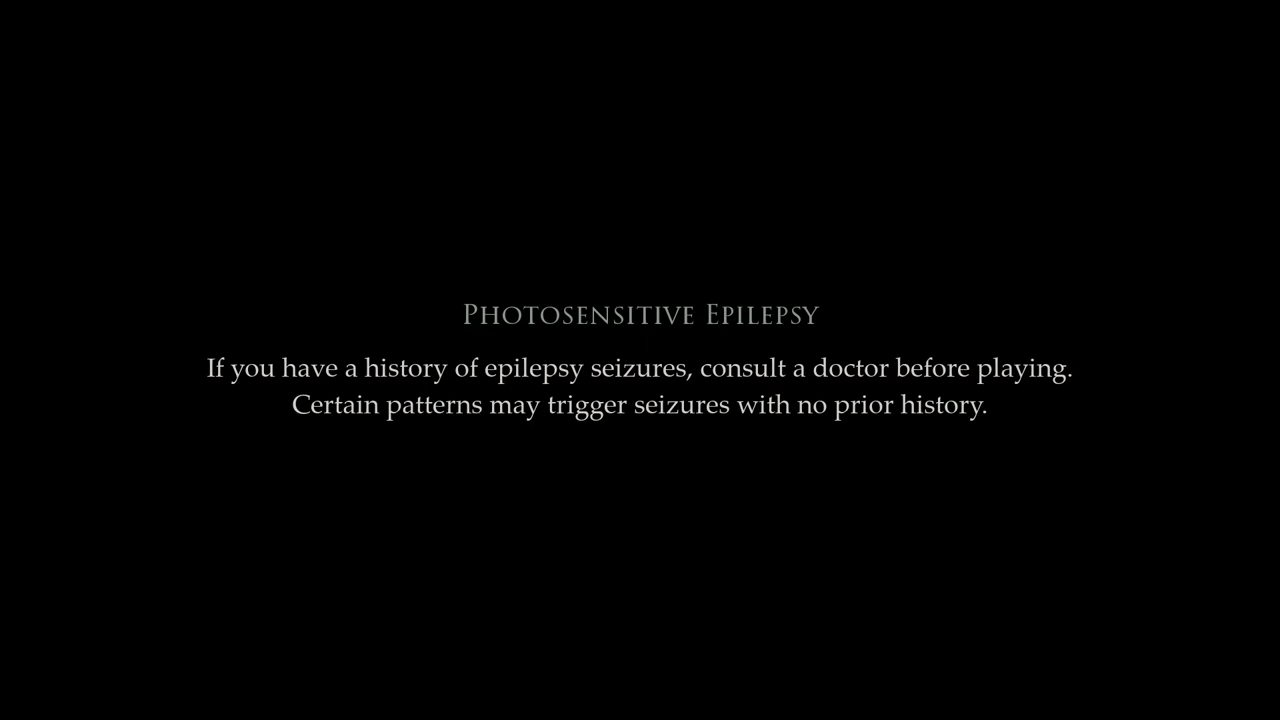 Photosensitive Epilepsy
If you have a history of epilepsy seizures, consult a doctor before playing.
Certain patterns may trigger seizures with no prior history.